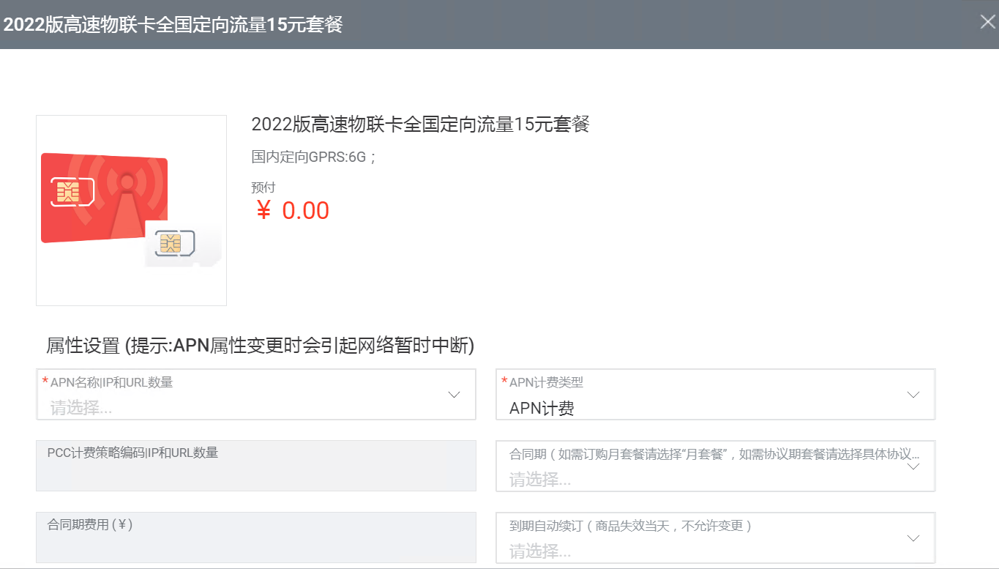 2022版高速物联卡全国定向流量15元套餐
2022版高速物联卡全国定向流量15元套餐
国内定向GPRS:6G；
预付
￥ 0.00
属性设置 (提示:APN属性变更时会引起网络暂时中断)
* APN名称|IP和URL数量
请选择...
* APN计费类型
APN计费
PCC计费策略编码|IP和URL数量
合同期（如需订购月套餐请选择“月套餐”，如需协议期套餐请选择具体协议...
请选择...
合同期费用 (￥)
到期自动续订（商品失效当天，不允许变更）
请选择...